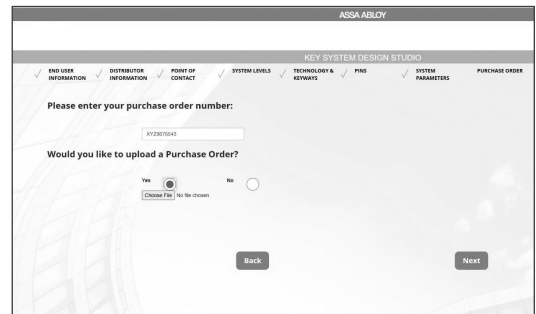 ASSA ABLOY
KEY SYSTEM DESIGN STUDIO
END USER INFORMATION
DISTRIBUTOR INFORMATION
POINT OF CONTACT
SYSTEM LEVELS
TECHNOLOGY & KEYWAYS
PINS
SYSTEM PARAMETERS
PURCHASE ORDER
Please enter your purchase order number:
XYZ9876543
Would you like to upload a Purchase Order?
Yes No
Choose File No file chosen
Back Next